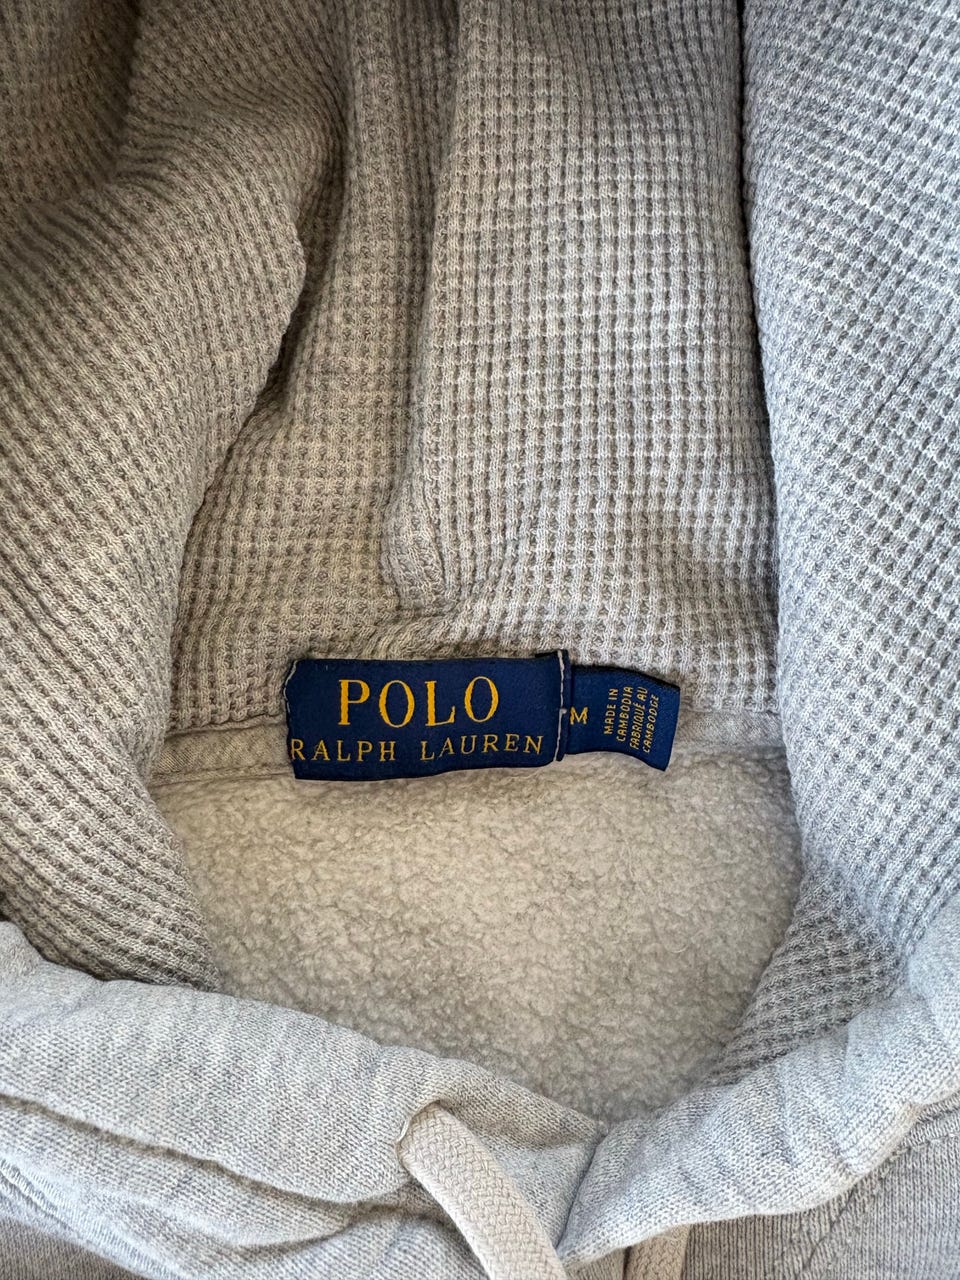 POLO
RALPH LAUREN
M
MADE IN
CAMBODIA
FABRIQUÉ AU
CAMBODGE